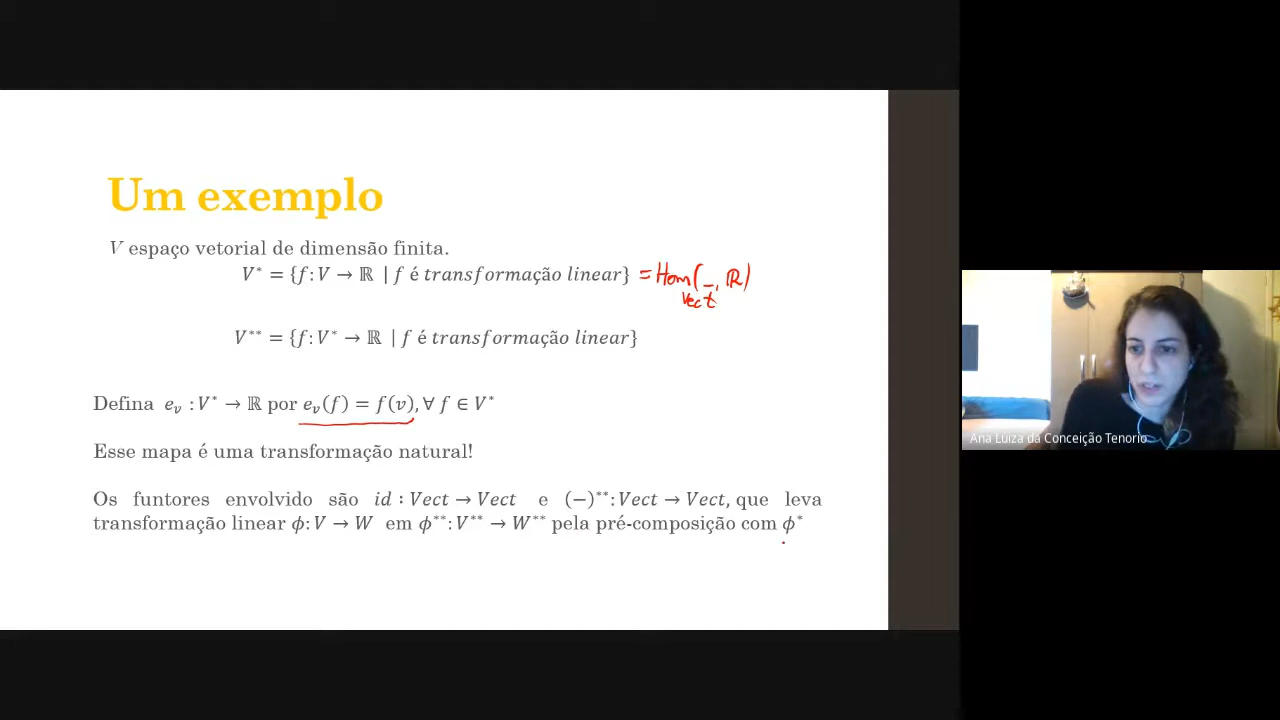 Um exemplo
V espaço vetorial de dimensão finita.
V* = {f: V → ℝ | f é transformação linear} = Hom(_, ℝ)
Vect
V** = {f: V* → ℝ | f é transformação linear}
Defina e_v : V* → ℝ por e_v(f) = f(v), ∀ f ∈ V*
Esse mapa é uma transformação natural!
Os funtores envolvido são id : Vect → Vect e (−)**: Vect → Vect, que leva
transformação linear ϕ: V → W em ϕ**: V** → W** pela pré-composição com ϕ*
Ana Luiza da Conceição Tenorio